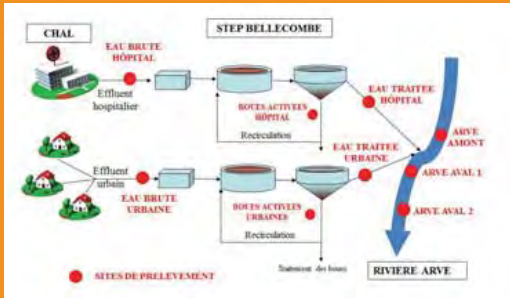 CHAL
STEP BELLECOMBE
EAU BRUTE
HÔPITAL
Effluent
hospitalier
EAU TRAITEE
HÔPITAL
BOUES ACTIVEES
HÔPITAL
Recirculation
ARVE
AMONT
Effluent
urbain
EAU BRUTE
URBAINE
EAU TRAITEE
URBAINE
ARVE AVAL 1
BOUES ACTIVEES
URBAINES
ARVE AVAL 2
Recirculation
Traitement des boues
SITES DE PRELEVEMENT
RIVIERE ARVE